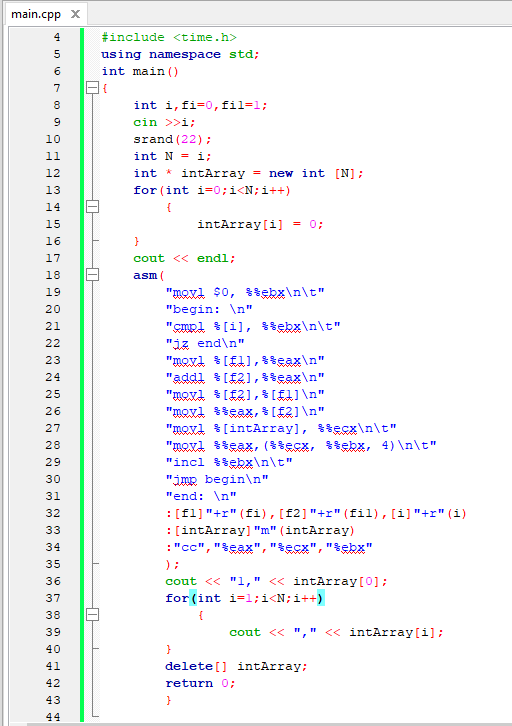 main.cpp X
4 #include <time.h>
5 using namespace std;
6 int main()
7 {
8 int i,fi=0,fi1=1;
9 cin >>i;
10 srand(22);
11 int N = i;
12 int * intArray = new int [N];
13 for(int i=0;i<N;i++)
14 {
15 intArray[i] = 0;
16 }
17 cout << endl;
18 asm(
19 "movl $0, %%ebx\n\t"
20 "begin: \n"
21 "cmpl %[i], %%ebx\n\t"
22 "jz end\n"
23 "movl %[f1],%%eax\n"
24 "addl %[f2],%%eax\n"
25 "movl %[f2],%[f1]\n"
26 "movl %%eax,%[f2]\n"
27 "movl %[intArray], %%ecx\n\t"
28 "movl %%eax,(%%ecx, %%ebx, 4)\n\t"
29 "incl %%ebx\n\t"
30 "jmp begin\n"
31 "end: \n"
32 :[f1]"+r"(fi),[f2]"+r"(fi1),[i]"+r"(i)
33 :[intArray]"m"(intArray)
34 :"cc","%eax","%ecx","%ebx"
35 );
36 cout << "1," << intArray[0];
37 for(int i=1;i<N;i++)
38 {
39 cout << "," << intArray[i];
40 }
41 delete[] intArray;
42 return 0;
43 }
44